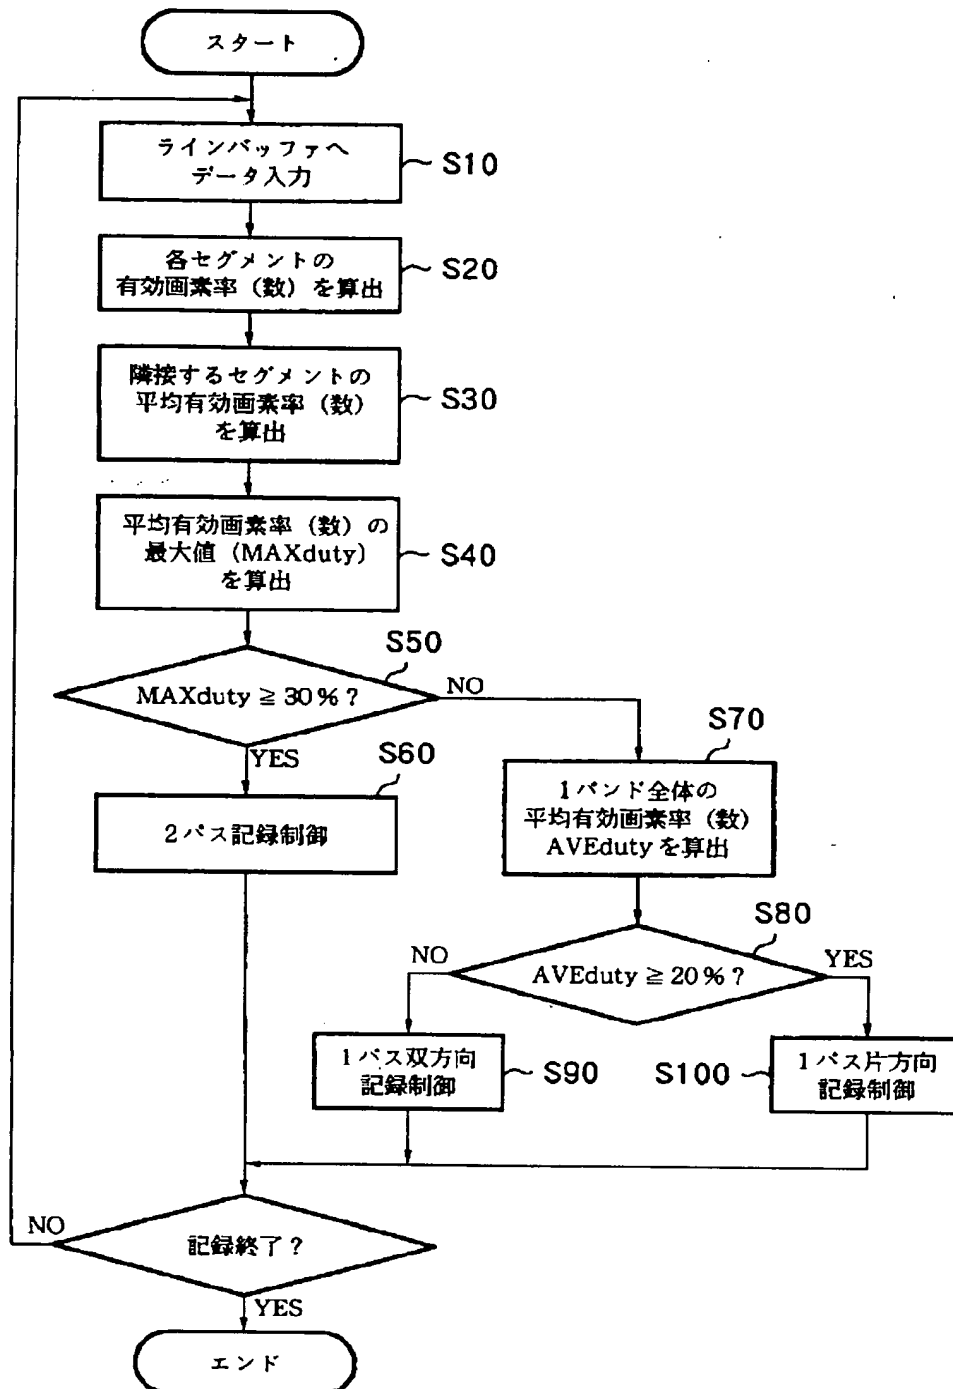 スタート
ラインバッファへ
データ入力
S10
各セグメントの
有効画素率（数）を算出
S20
隣接するセグメントの
平均有効画素率（数）
を算出
S30
平均有効画素率（数）の
最大値（MAXduty）
を算出
S40
S50
MAXduty ≧ 30％？
NO
YES
S60
2パス記録制御
S70
1バンド全体の
平均有効画素率（数）
AVEdutyを算出
S80
AVEduty ≧ 20％？
NO
YES
1パス双方向
記録制御
S90
S100
1パス片方向
記録制御
記録終了？
NO
YES
エンド